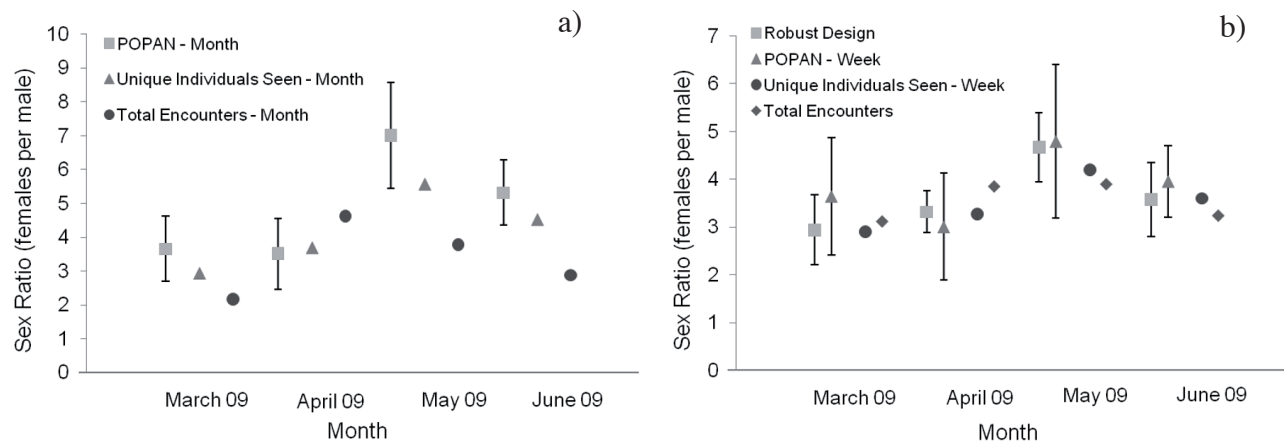 a)
POPAN - Month
Unique Individuals Seen - Month
Total Encounters - Month
Sex Ratio (females per male)
10
9
8
7
6
5
4
3
2
1
0
March 09 April 09 May 09 June 09
Month
b)
Robust Design
POPAN - Week
Unique Individuals Seen - Week
Total Encounters
Sex Ratio (females per male)
7
6
5
4
3
2
1
0
March 09 April 09 May 09 June 09
Month